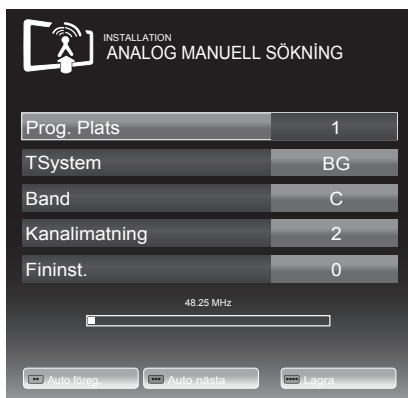 INSTALLATION
ANALOG MANUELL SÖKNİNG
Prog. Plats 1
TSystem BG
Band C
Kanalimatning 2
Fininst. 0
48.25 MHz
Auto föreg. Auto nästa Lagra